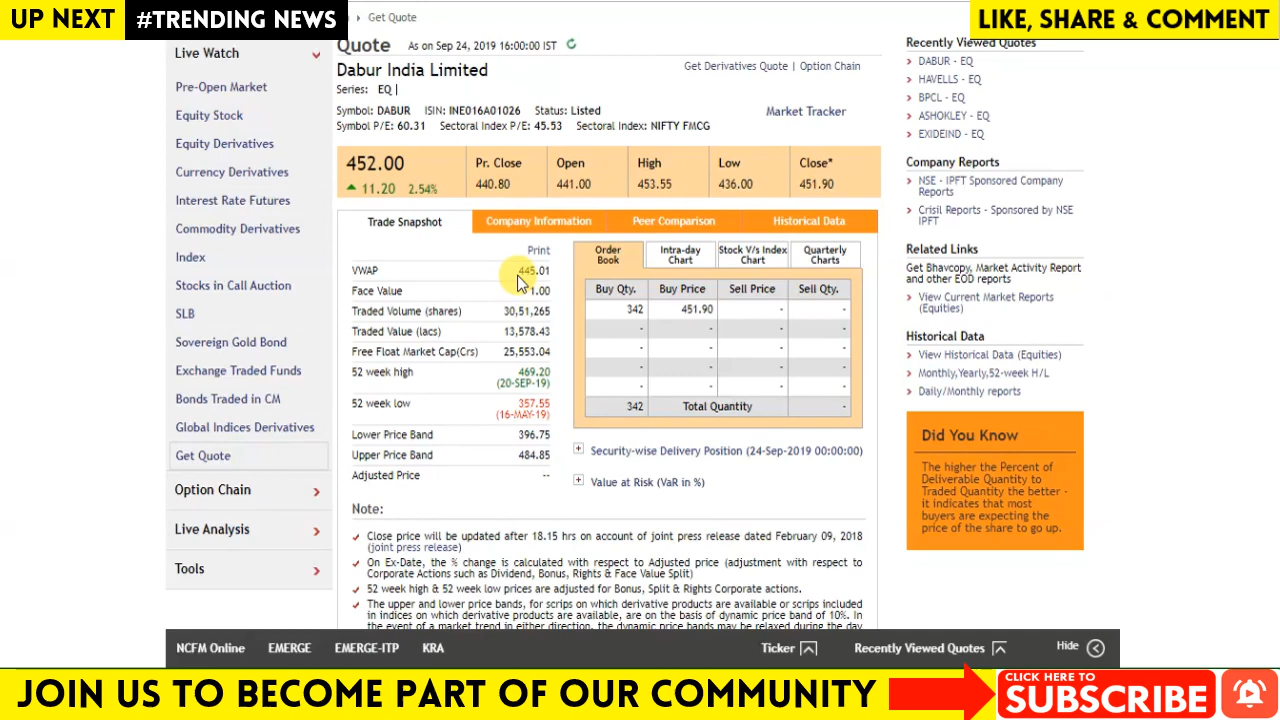 UP NEXT #TRENDING NEWS
LIKE, SHARE & COMMENT
Get Quote
Live Watch
Pre-Open Market
Equity Stock
Equity Derivatives
Currency Derivatives
Interest Rate Futures
Commodity Derivatives
Index
Stocks in Call Auction
SLB
Sovereign Gold Bond
Exchange Traded Funds
Bonds Traded in CM
Global Indices Derivatives
Get Quote
Option Chain
Live Analysis
Tools
Quote As on Sep 24, 2019 16:00:00 IST
Dabur India Limited
Get Derivatives Quote | Option Chain
Series: EQ |
Symbol: DABUR ISIN: INE016A01026 Status: Listed
Market Tracker
Symbol P/E: 60.31 Sectoral Index P/E: 45.53 Sectoral Index: NIFTY FMCG
452.00 Pr. Close Open High Low Close*
11.20 2.54% 440.80 441.00 453.55 436.00 451.90
Trade Snapshot Company Information Peer Comparison Historical Data
Print
VWAP 445.01
Face Value 1.00
Traded Volume (shares) 30,51,265
Traded Value (lacs) 13,578.43
Free Float Market Cap(Crs) 25,553.04
52 week high 469.20
(20-SEP-19)
52 week low 357.55
(16-MAY-19)
Lower Price Band 396.75
Upper Price Band 484.85
Adjusted Price --
Order Book
Intra-day Chart
Stock V/s Index Chart
Quarterly Charts
Buy Qty. Buy Price Sell Price Sell Qty.
342 451.90 - -
- - - -
- - - -
- - - -
- - - -
342 Total Quantity -
Security-wise Delivery Position (24-Sep-2019 00:00:00)
Value at Risk (VaR in %)
Note:
Close price will be updated after 18.15 hrs on account of joint press release dated February 09, 2018
(joint press release)
On Ex-Date, the % change is calculated with respect to Adjusted price (adjustment with respect to
Corporate Actions such as Dividend, Bonus, Rights & Face Value Split)
52 week high & 52 week low prices are adjusted for Bonus, Split & Rights Corporate actions.
The upper and lower price bands, for scrips on which derivative products are available or scrips included
in indices on which derivative products are available, are on the basis of dynamic price band of 10%. In
the event of a market trend in either direction, the dynamic price bands may be relaxed during the day
Recently Viewed Quotes
DABUR - EQ
HAVELLS - EQ
BPCL - EQ
ASHOKLEY - EQ
EXIDEIND - EQ
Company Reports
NSE - IPFT Sponsored Company
Reports
Crisil Reports - Sponsored by NSE
IPFT
Related Links
Get Bhavcopy, Market Activity Report
and other EOD reports
View Current Market Reports
(Equities)
Historical Data
View Historical Data (Equities)
Monthly,Yearly,52-week H/L
Daily/Monthly reports
Did You Know
The higher the Percent of
Deliverable Quantity to
Traded Quantity the better -
it indicates that most
buyers are expecting the
price of the share to go up.
NCFM Online EMERGE EMERGE-ITP KRA Ticker Recently Viewed Quotes Hide
JOIN US TO BECOME PART OF OUR COMMUNITY
CLICK HERE TO
SUBSCRIBE